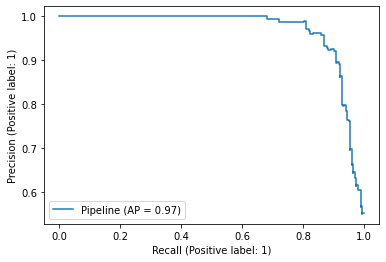 1.0
0.9
0.8
0.7
0.6
Precision (Positive label: 1)
Pipeline (AP = 0.97)
0.0 0.2 0.4 0.6 0.8 1.0
Recall (Positive label: 1)